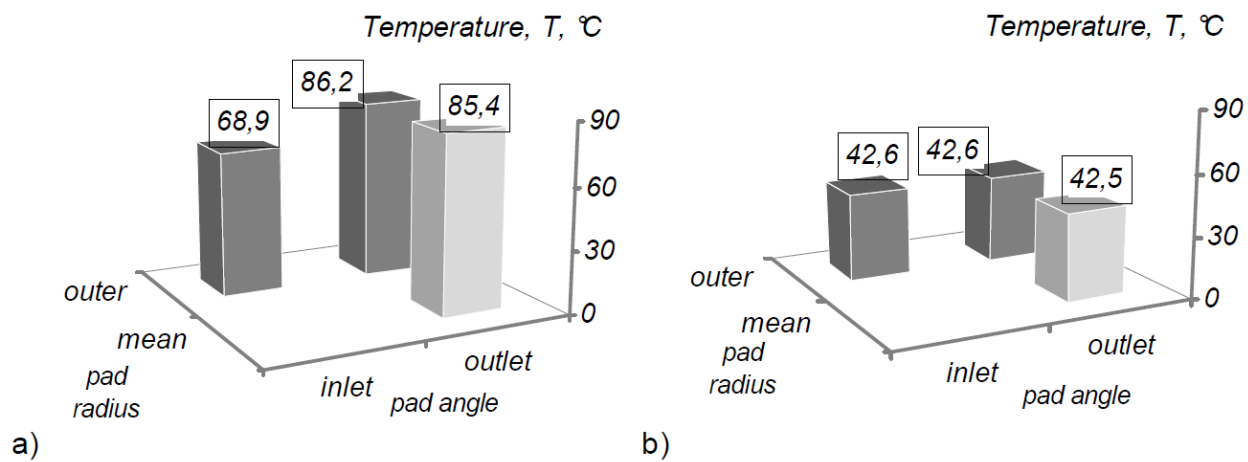 Temperature, T, °C
86,2
85,4
68,9
90
60
30
0
outer
mean
pad
radius
inlet
outlet
pad angle
a)
Temperature, T, °C
42,6
42,6
42,5
90
60
30
0
outer
mean
pad
radius
inlet
outlet
pad angle
b)